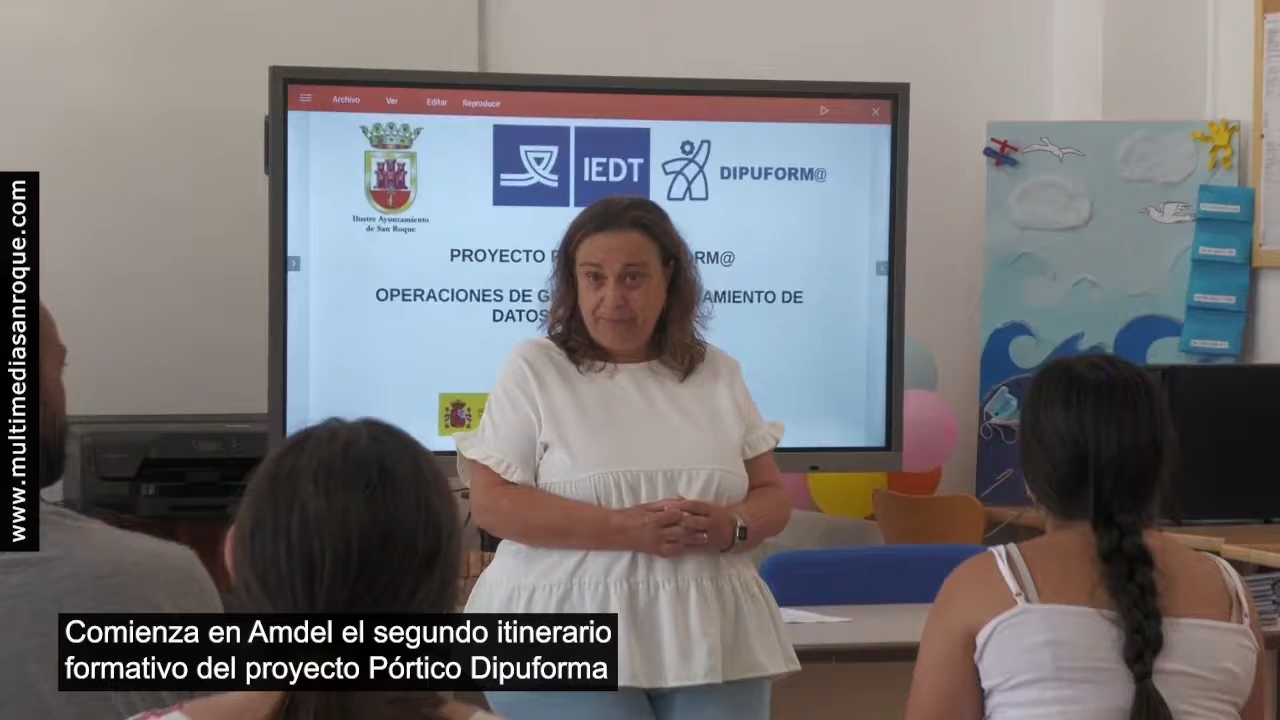 Archivo Ver Editar Reproducir
IEDT
DIPUFORM@
Ilustre Ayuntamiento
de San Roque
PROYECTO
RM@
OPERACIONES DE
AMIENTO DE
DATOS
www.multimediasanroque.com
Comienza en Amdel el segundo itinerario
formativo del proyecto Pórtico Dipuforma